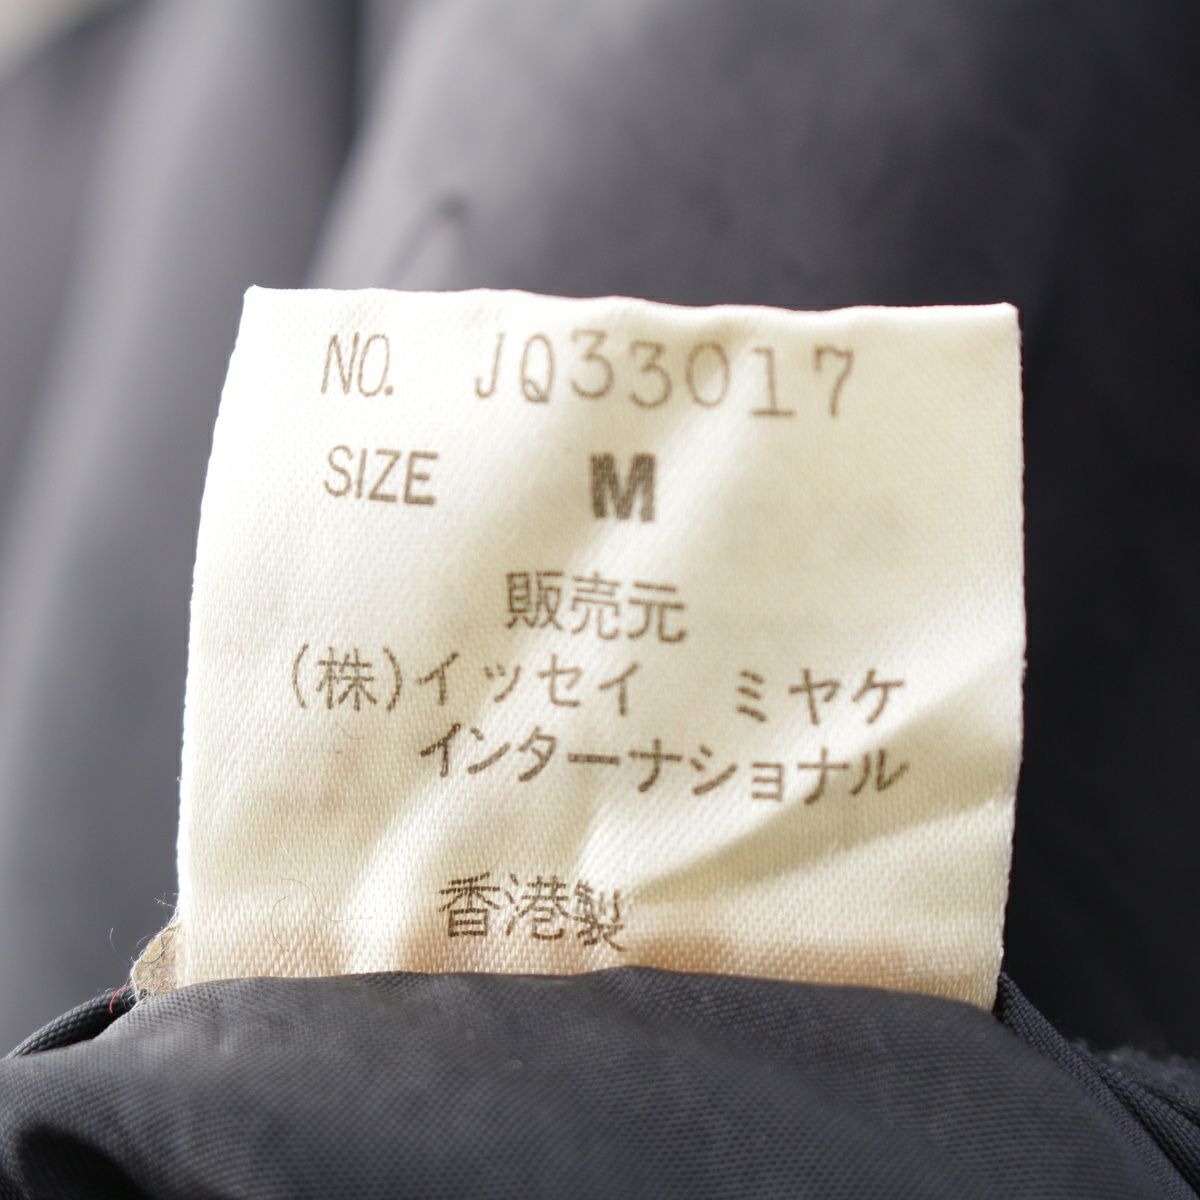 NO. JQ33017
SIZE M
販売元
(株)イッセイ ミヤケ
インターナショナル
香港製